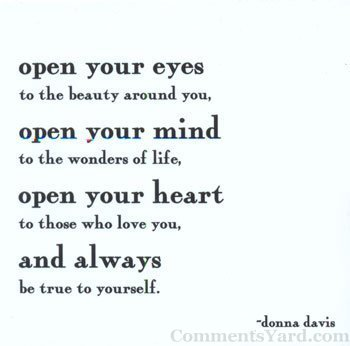 open your eyes
to the beauty around you,
open your mind
to the wonders of life,
open your heart
to those who love you,
and always
be true to yourself.
-donna davis
CommentsYard.com